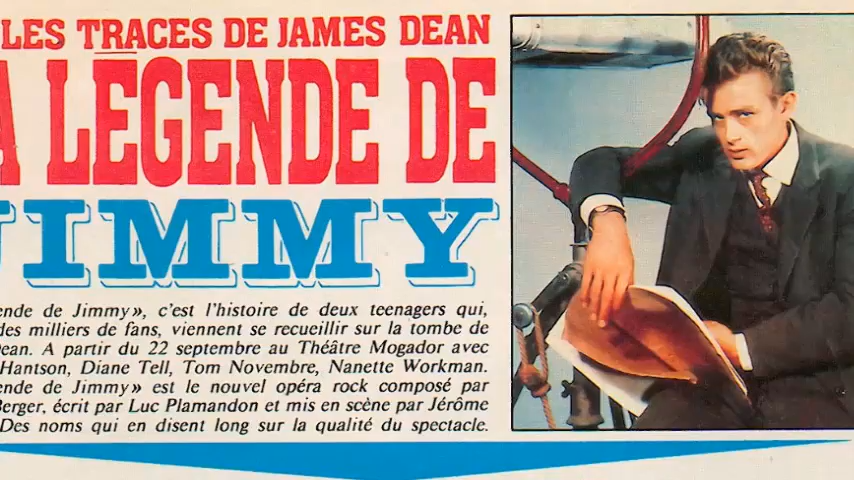 LES TRACES DE JAMES DEAN
A LÉGENDE DE
JIMMY
ende de Jimmy», c'est l'histoire de deux teenagers qui,
des milliers de fans, viennent se recueillir sur la tombe de
Dean. A partir du 22 septembre au Théâtre Mogador avec
Hantson, Diane Tell, Tom Novembre, Nanette Workman.
ende de Jimmy» est le nouvel opéra rock composé par
Berger, écrit par Luc Plamandon et mis en scène par Jérôme
Des noms qui en disent long sur la qualité du spectacle.